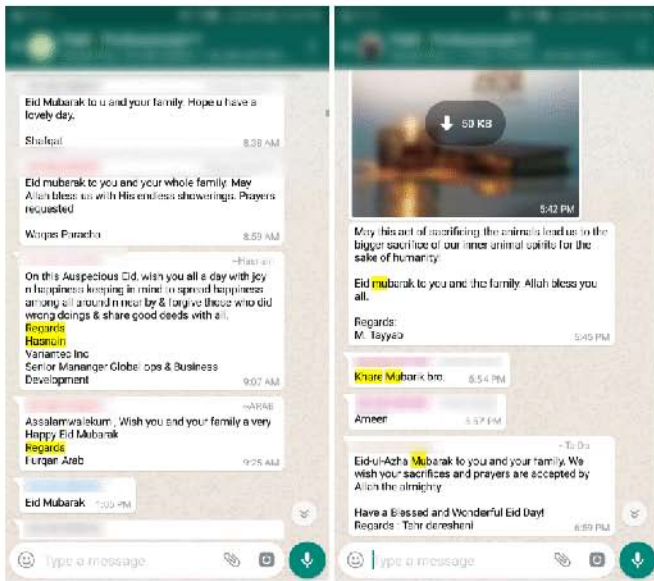 Eid Mubarak to u and your family. Hope u have a
lovely day.
Shafqat
8:38 AM
Eid mubarak to you and your whole family. May
Allah bless us with His endless showerings. Prayers
requested
Waqas Paracha
8:59 AM
~Hasnain
On this Auspecious Eid, wish you all a day with joy
n happiness keeping in mind to spread happiness
among all around n near by & forgive those who did
wrong doings & share good deeds with all.
Regards
Hasnain
Variantec Inc
Senior Mananger Global ops & Business
Development
9:07 AM
~ARAB
Assalamwalekum, Wish you and your family a very
Happy Eid Mubarak
Regards
Furqan Arab
9:25 AM
Eid Mubarak 1:05 PM
Type a message
50 KB
5:42 PM
May this act of sacrificing the animals lead us to the
bigger sacrifice of our inner animal spirits for the
sake of humanity.
Eid mubarak to you and the family. Allah bless you
all.
Regards:
M. Tayyab
5:45 PM
Khare Mubarik bro. 5:54 PM
Ameen 5:57 PM
Eid-ul-Azha Mubarak to you and your family. We
wish your sacrifices and prayers are accepted by
Allah the almighty
Have a Blessed and Wonderful Eid Day!
Regards : Tahr dareshani
6:59 PM
Type a message